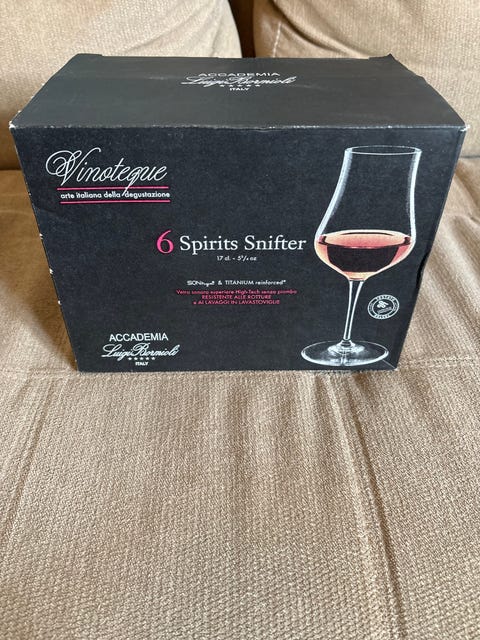 ACCADEMIA
Luigi Bormioli
★★★★★
ITALY
Vinoteque
arte italiana della degustazione
6 Spirits Snifter
17 cl. - 5¾ oz
SON.hyx® & TITANIUM reinforced®
Vetro sonoro superiore High-Tech senza piombo
RESISTENTE ALLE ROTTURE
e AI LAVAGGI IN LAVASTOVIGLIE
ACCADEMIA
Luigi Bormioli
★★★★★
ITALY